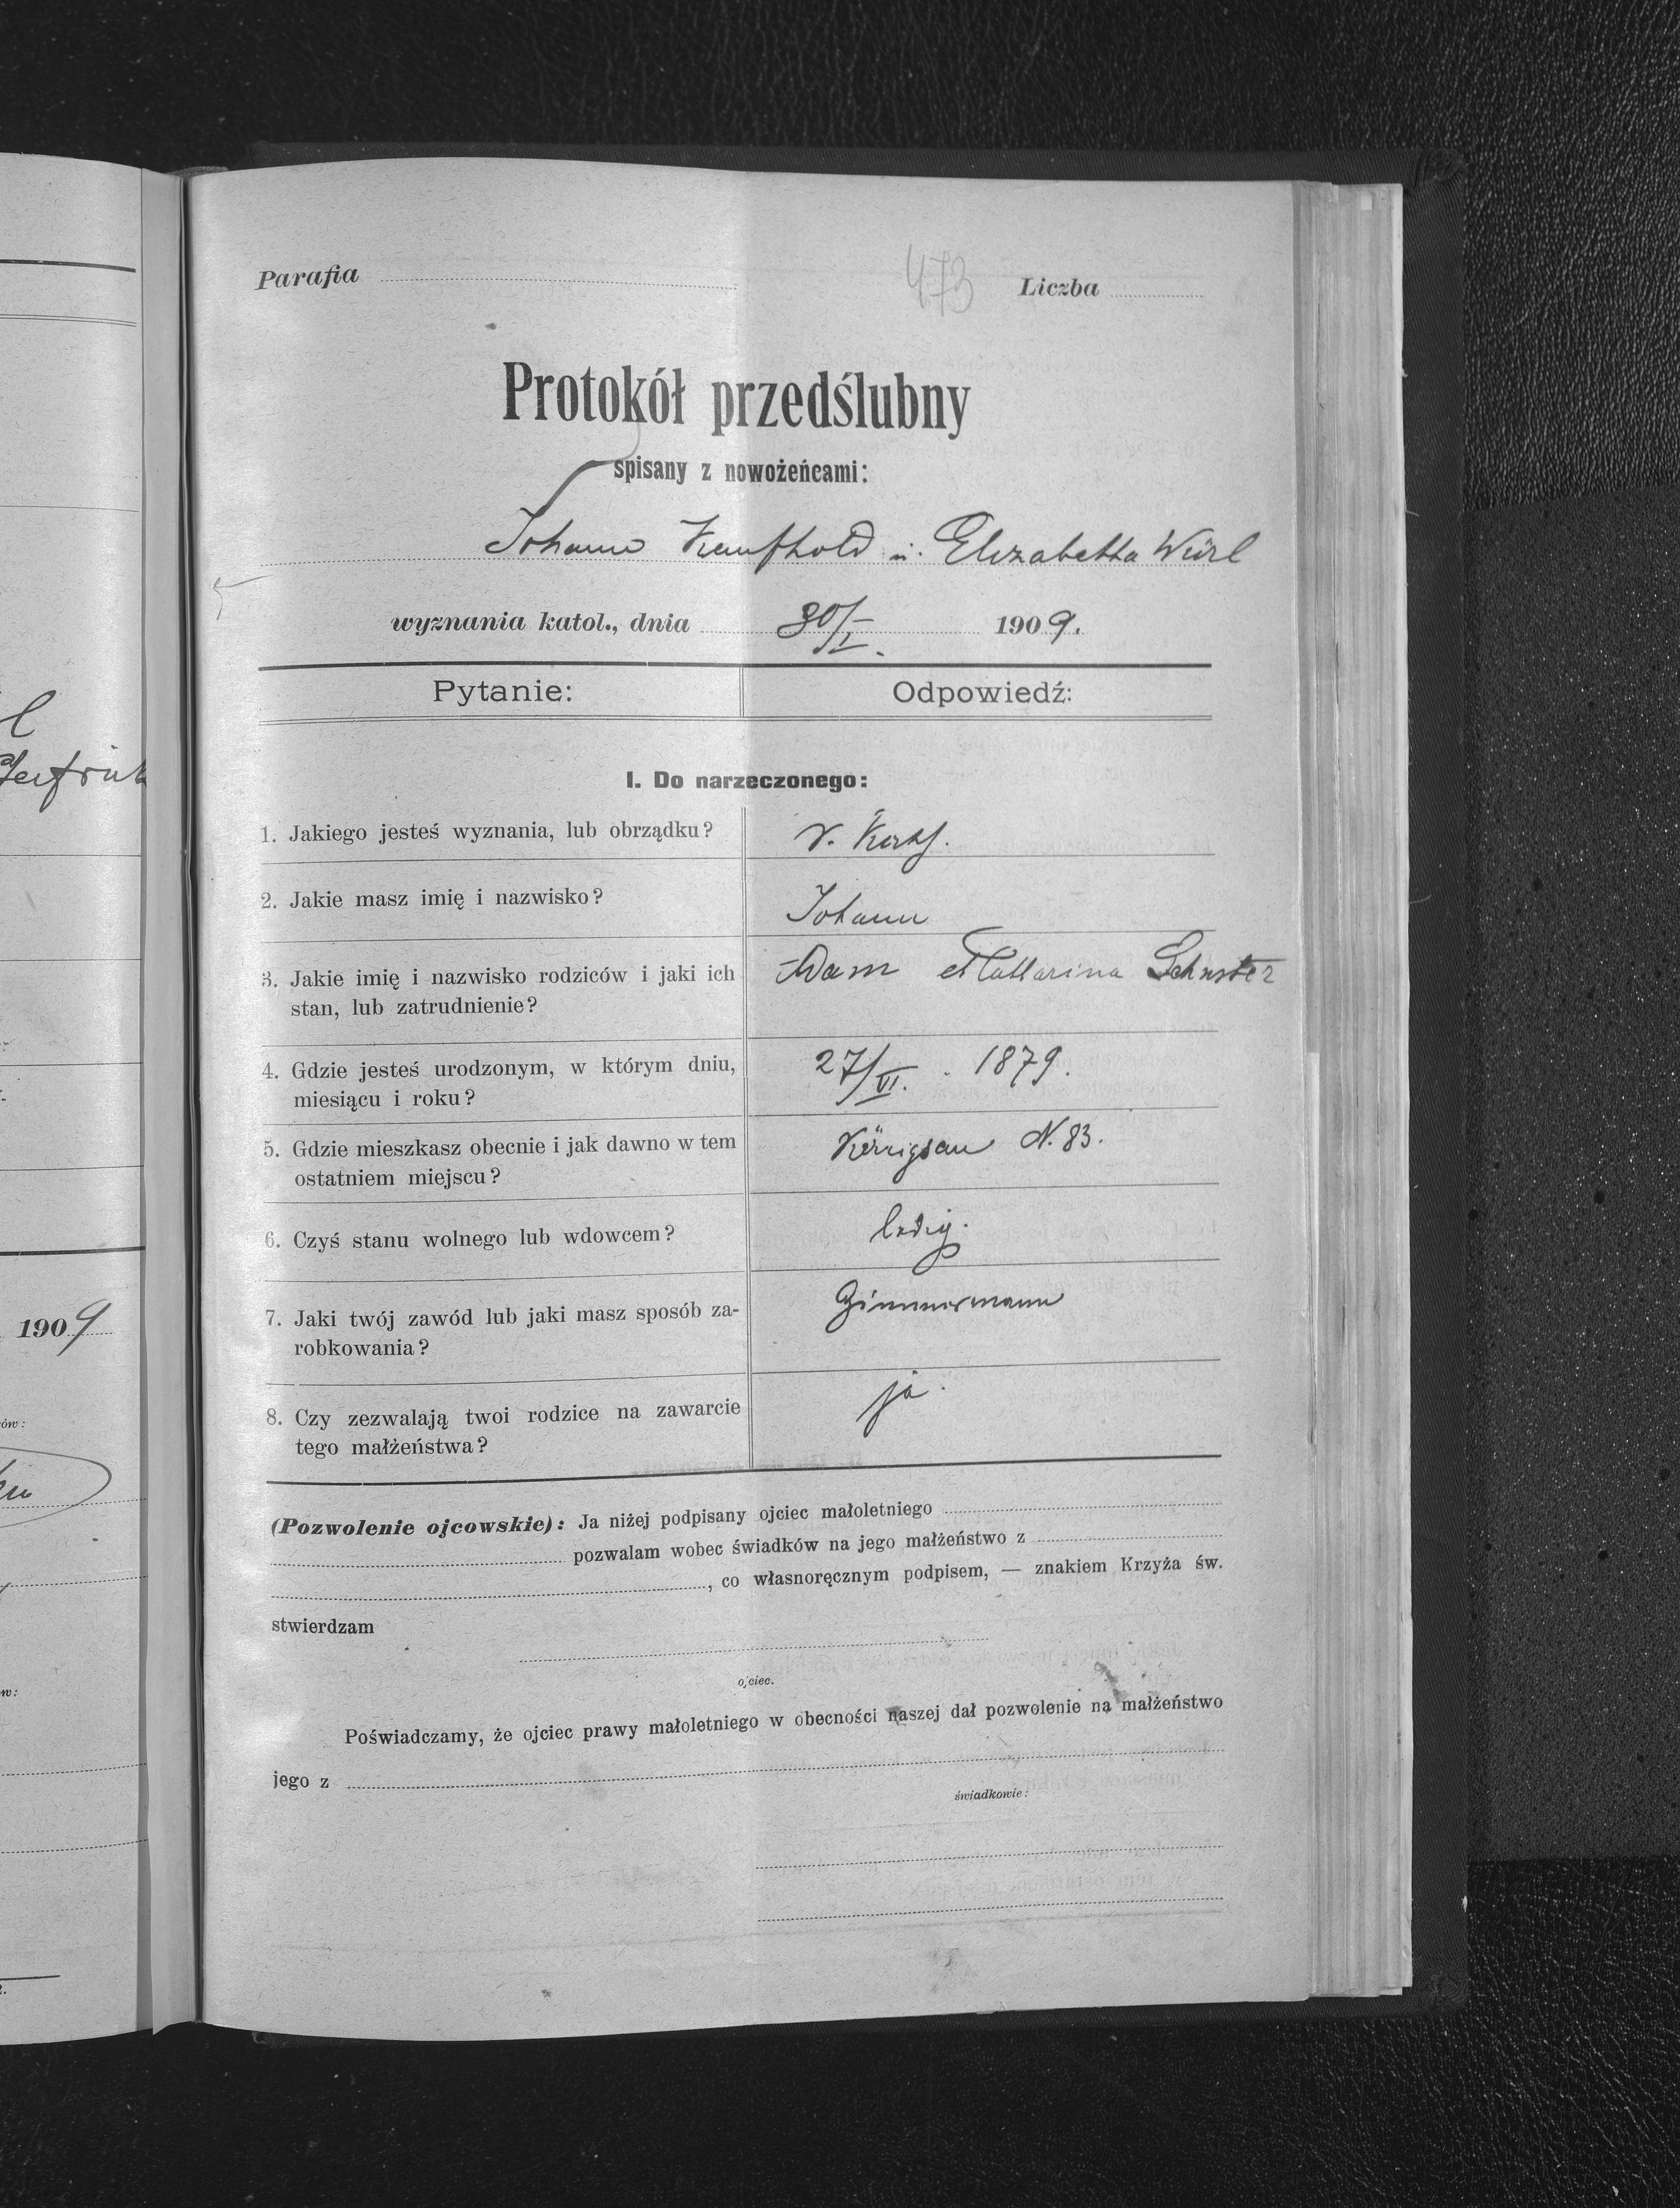 Parafia
473
Liczba
Protokół przedślubny
spisany z nowożeńcami:
Johann Kaufhold u. Elizabetha Würl
wyznania katol., dnia 30/I. 1909.
Pytanie:
Odpowiedź:
I. Do narzeczonego:
1. Jakiego jesteś wyznania, lub obrządku?
r. Kath.
2. Jakie masz imię i nazwisko?
Johann
3. Jakie imię i nazwisko rodziców i jaki ich
stan, lub zatrudnienie?
Adam et Katharina Schuster
4. Gdzie jesteś urodzonym, w którym dniu,
miesiącu i roku?
27/VI. 1879.
5. Gdzie mieszkasz obecnie i jak dawno w tem
ostatniem miejscu?
Königsau N. 83.
6. Czyś stanu wolnego lub wdowcem?
ledig.
7. Jaki twój zawód lub jaki masz sposób za-
robkowania?
Zimmermann
8. Czy zezwalają twoi rodzice na zawarcie
tego małżeństwa?
ja.
(Pozwolenie ojcowskie): Ja niżej podpisany ojciec małoletniego
pozwalam wobec świadków na jego małżeństwo z
, co własnoręcznym podpisem, — znakiem Krzyża św.
stwierdzam
ojciec.
Poświadczamy, że ojciec prawy małoletniego w obecności naszej dał pozwolenie na małżeństwo
jego z
świadkowie:
1909